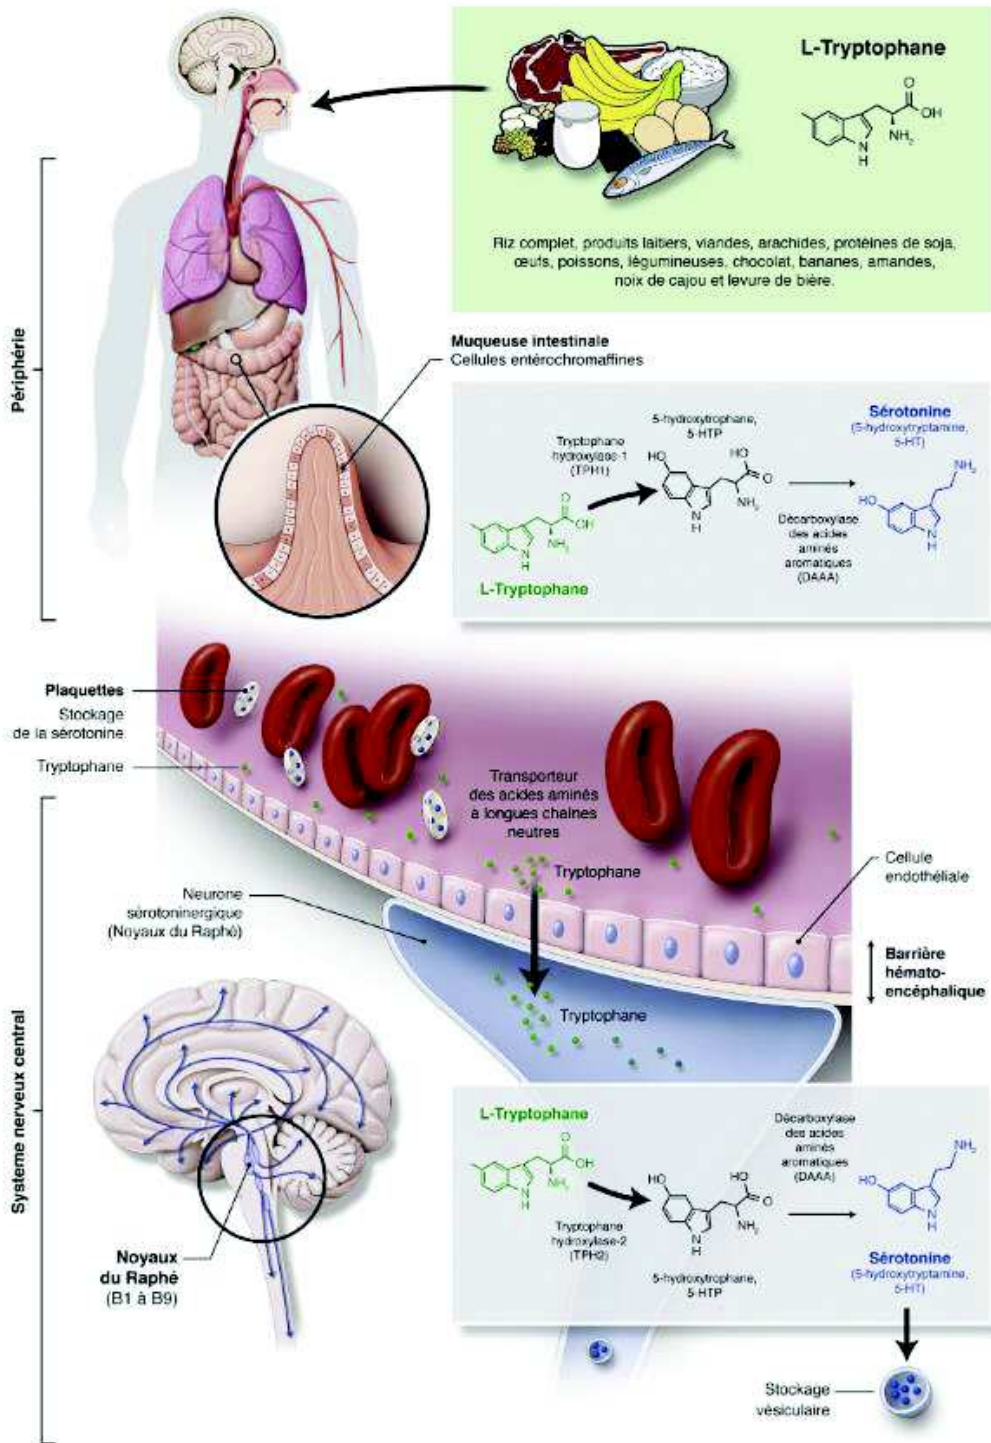 L-Tryptophane
O
OH
NH2
N
H
Riz complet, produits laitiers, viandes, arachides, protéines de soja,
œufs, poissons, légumineuses, chocolat, bananes, amandes,
noix de cajou et levure de bière.
Périphérie
Muqueuse intestinale
Cellules entérochromaffines
Tryptophane
hydroxylase-1
(TPH1)
5-hydroxytrophane,
5-HTP
Sérotonine
(5-hydroxytryptamine,
5-HT)
O
OH
NH2
N
H
L-Tryptophane
HO
HO
O
NH2
N
H
Décarboxylase
des acides
aminés
aromatiques
(DAAA)
NH2
HO
N
H
Plaquettes
Stockage
de la sérotonine
Tryptophane
Transporteur
des acides aminés
à longues chaînes
neutres
Tryptophane
Cellule
endothéliale
Neurone
sérotoninergique
(Noyaux du Raphé)
Barrière
hémato-
encéphalique
Tryptophane
Systeme nerveux central
Noyaux
du Raphé
(B1 à B9)
L-Tryptophane
O
OH
NH2
N
H
Tryptophane
hydroxylase-2
(TPH2)
HO
HO
O
NH2
N
H
5-hydroxytrophane,
5-HTP
Décarboxylase
des acides
aminés
aromatiques
(DAAA)
NH2
HO
N
H
Sérotonine
(5-hydroxytryptamine,
5-HT)
Stockage
vésiculaire